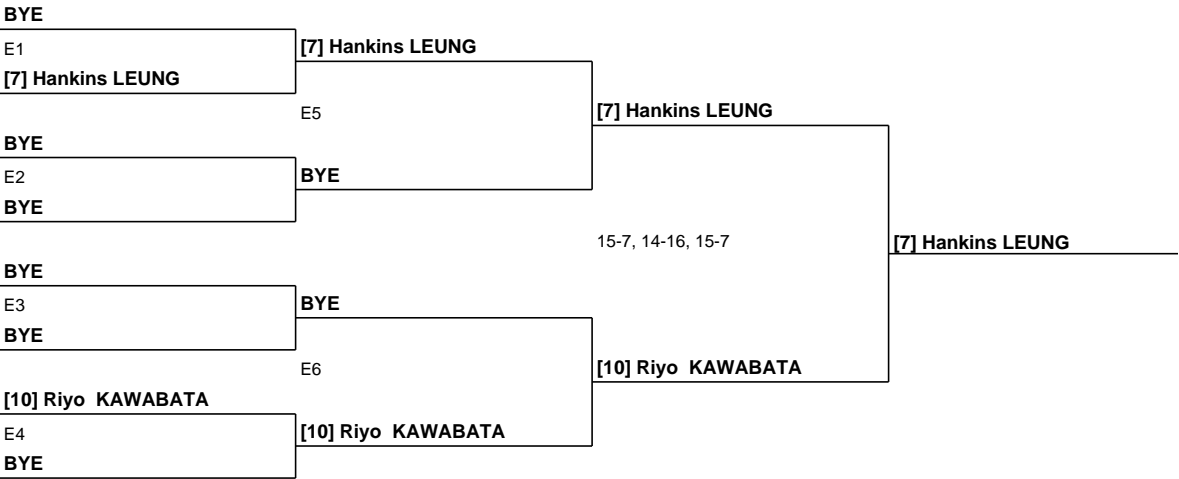 BYE
E1
[7] Hankins LEUNG
[7] Hankins LEUNG
E5
[7] Hankins LEUNG
BYE
E2
BYE
BYE
15-7, 14-16, 15-7
[7] Hankins LEUNG
BYE
E3
BYE
BYE
E6
[10] Riyo  KAWABATA
[10] Riyo  KAWABATA
E4
[10] Riyo  KAWABATA
BYE